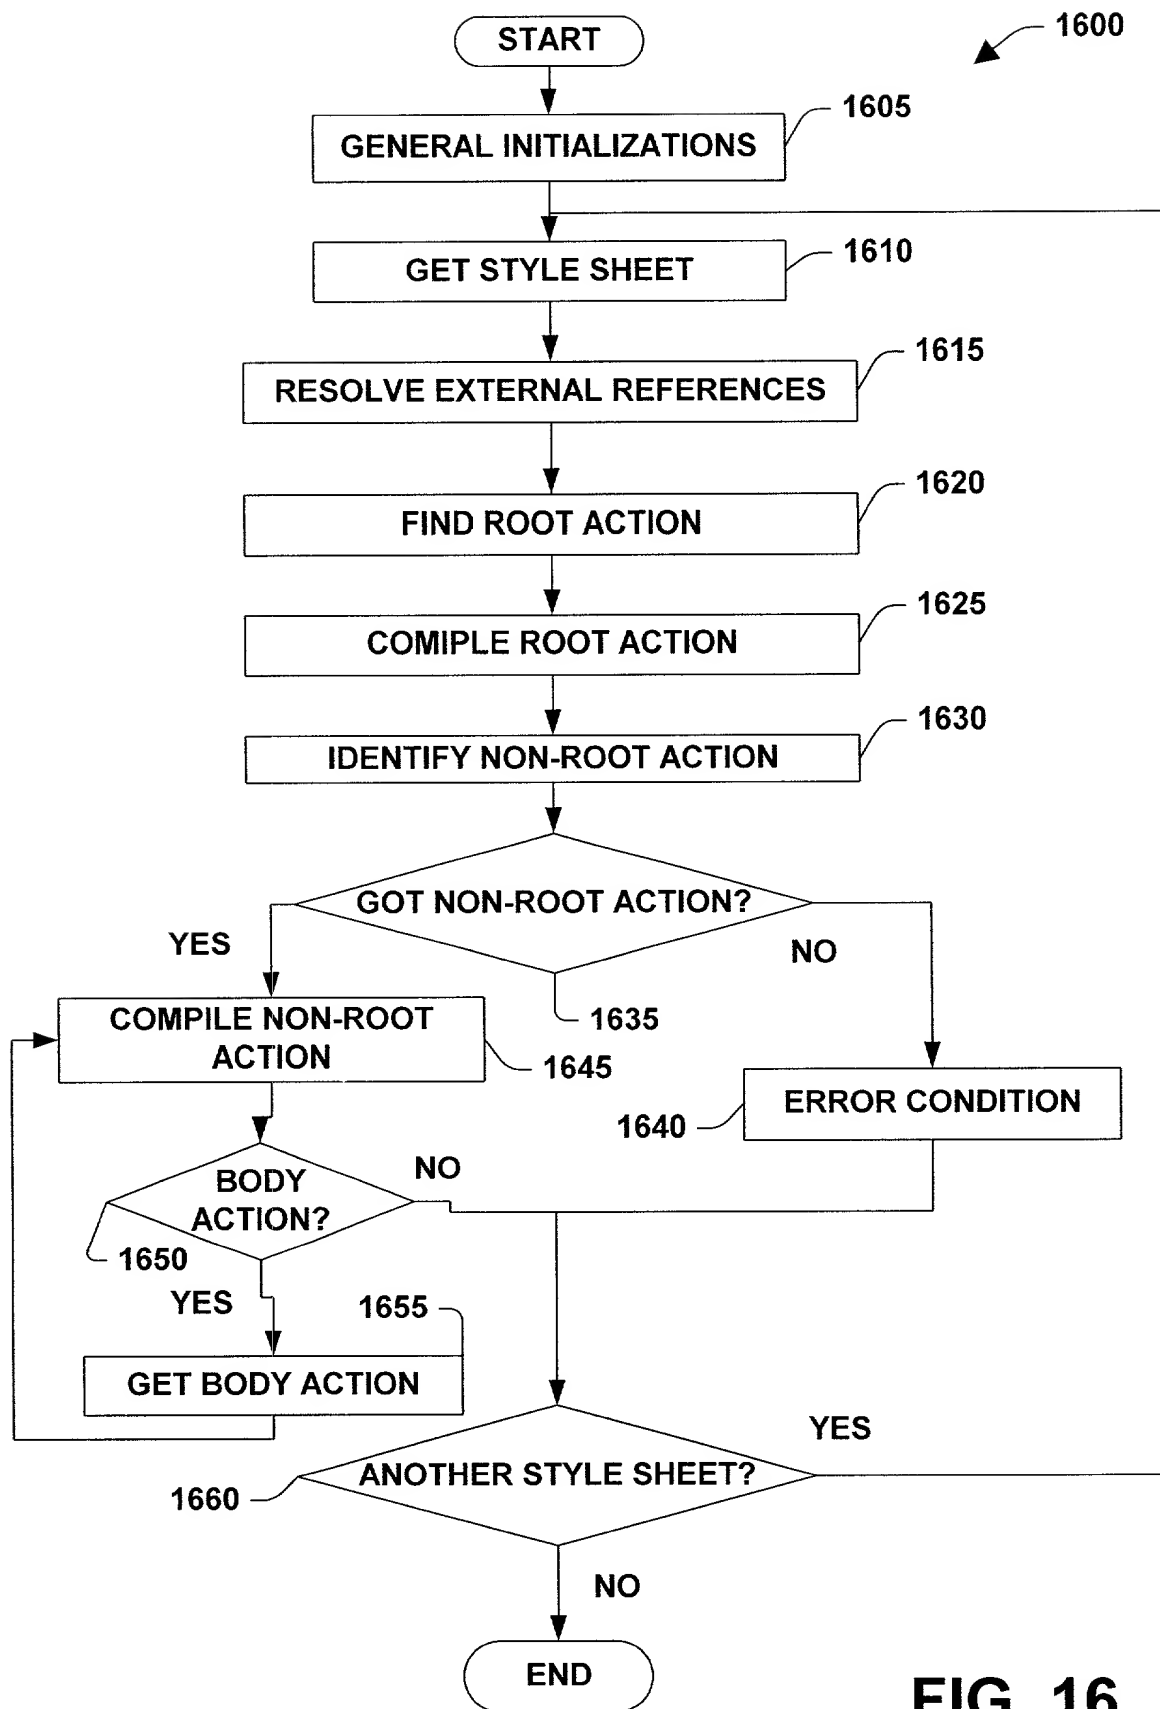 START
1600
1605
GENERAL INITIALIZATIONS
GET STYLE SHEET
1610
1615
RESOLVE EXTERNAL REFERENCES
1620
FIND ROOT ACTION
1625
COMIPLE ROOT ACTION
1630
IDENTIFY NON-ROOT ACTION
GOT NON-ROOT ACTION?
YES
NO
1635
COMPILE NON-ROOT
ACTION
1645
ERROR CONDITION
1640
BODY
ACTION?
NO
1650
YES
1655
GET BODY ACTION
YES
ANOTHER STYLE SHEET?
1660
NO
END
FIG. 16